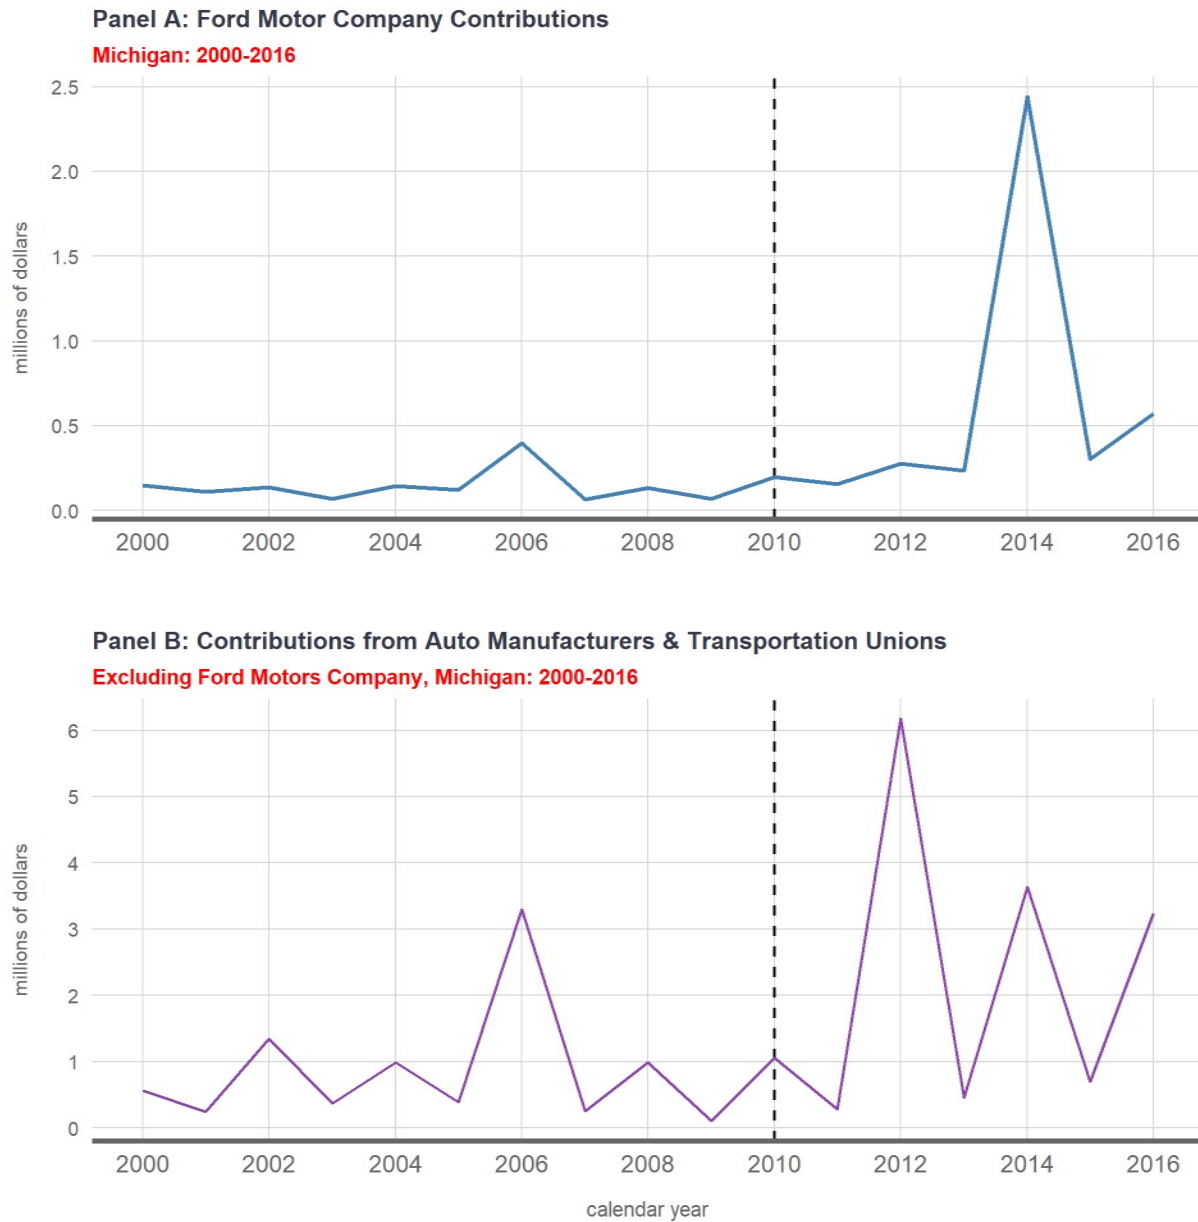 Panel A: Ford Motor Company Contributions
Michigan: 2000-2016
2.5
2.0
1.5
1.0
0.5
0.0
millions of dollars
2000 2002 2004 2006 2008 2010 2012 2014 2016
Panel B: Contributions from Auto Manufacturers & Transportation Unions
Excluding Ford Motors Company, Michigan: 2000-2016
6
5
4
3
2
1
0
millions of dollars
2000 2002 2004 2006 2008 2010 2012 2014 2016
calendar year